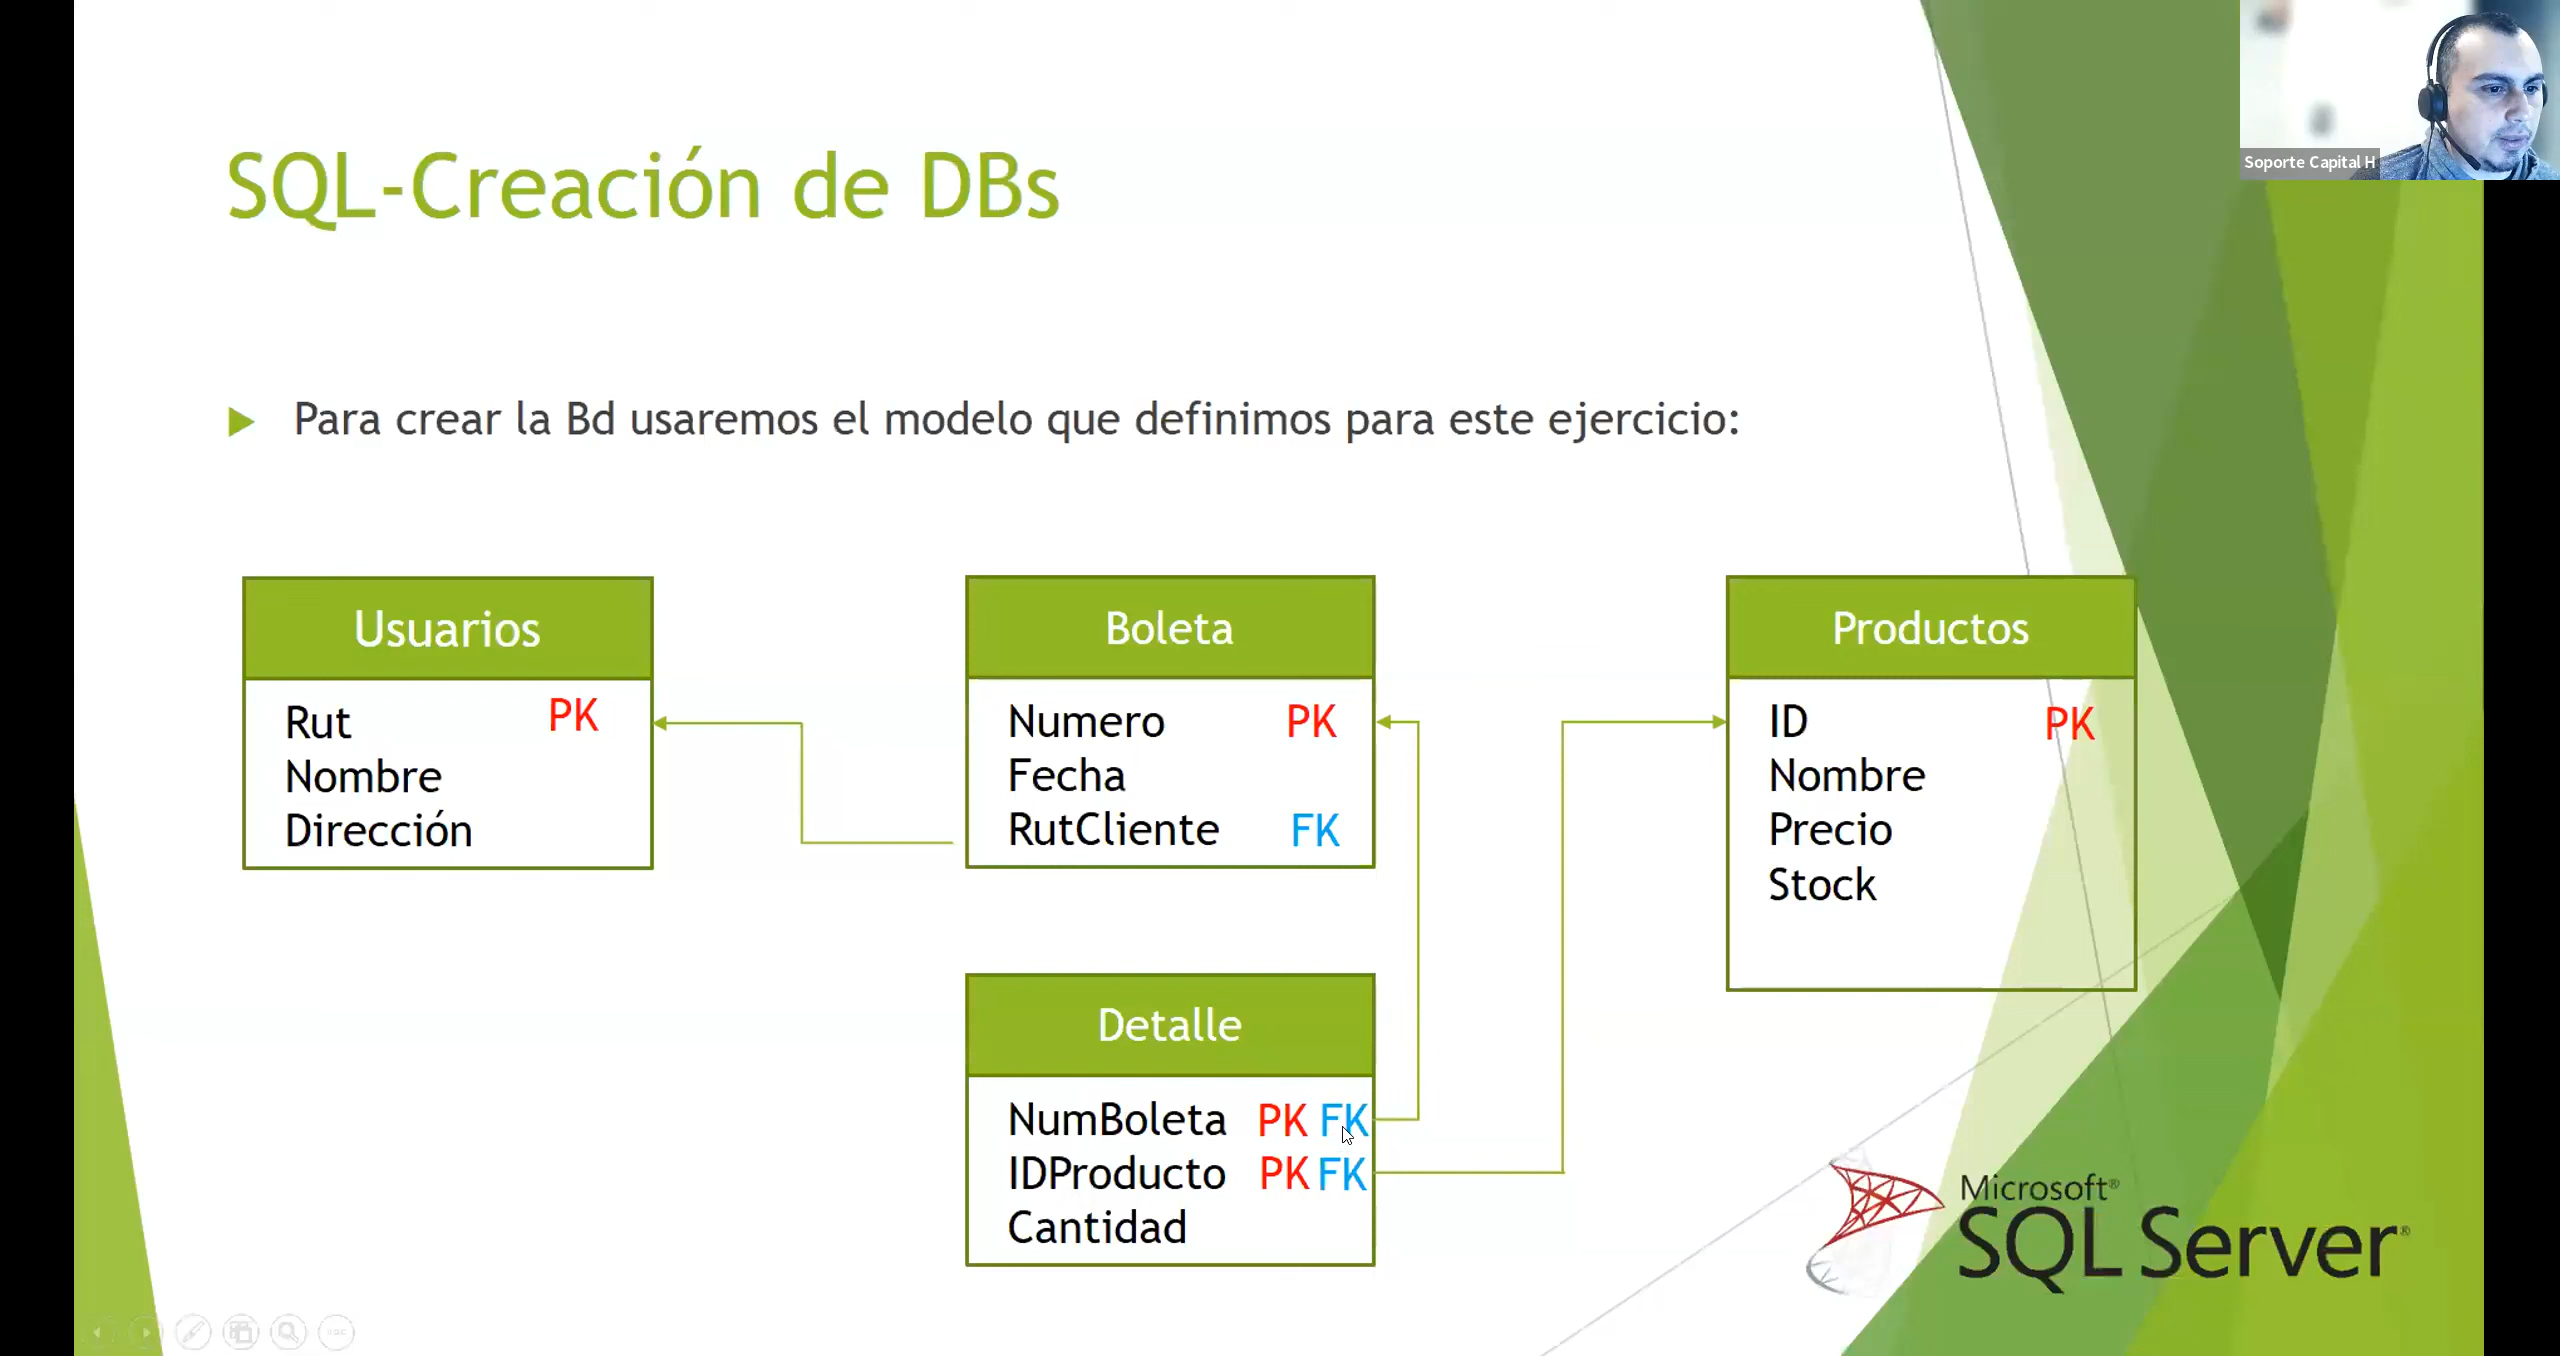 Soporte Capital H
SQL-Creación de DBs
Para crear la Bd usaremos el modelo que definimos para este ejercicio:
Usuarios
Rut PK
Nombre
Dirección
Boleta
Numero PK
Fecha
RutCliente FK
Productos
ID PK
Nombre
Precio
Stock
Detalle
NumBoleta PK FK
IDProducto PK FK
Cantidad
Microsoft®
SQL Server®